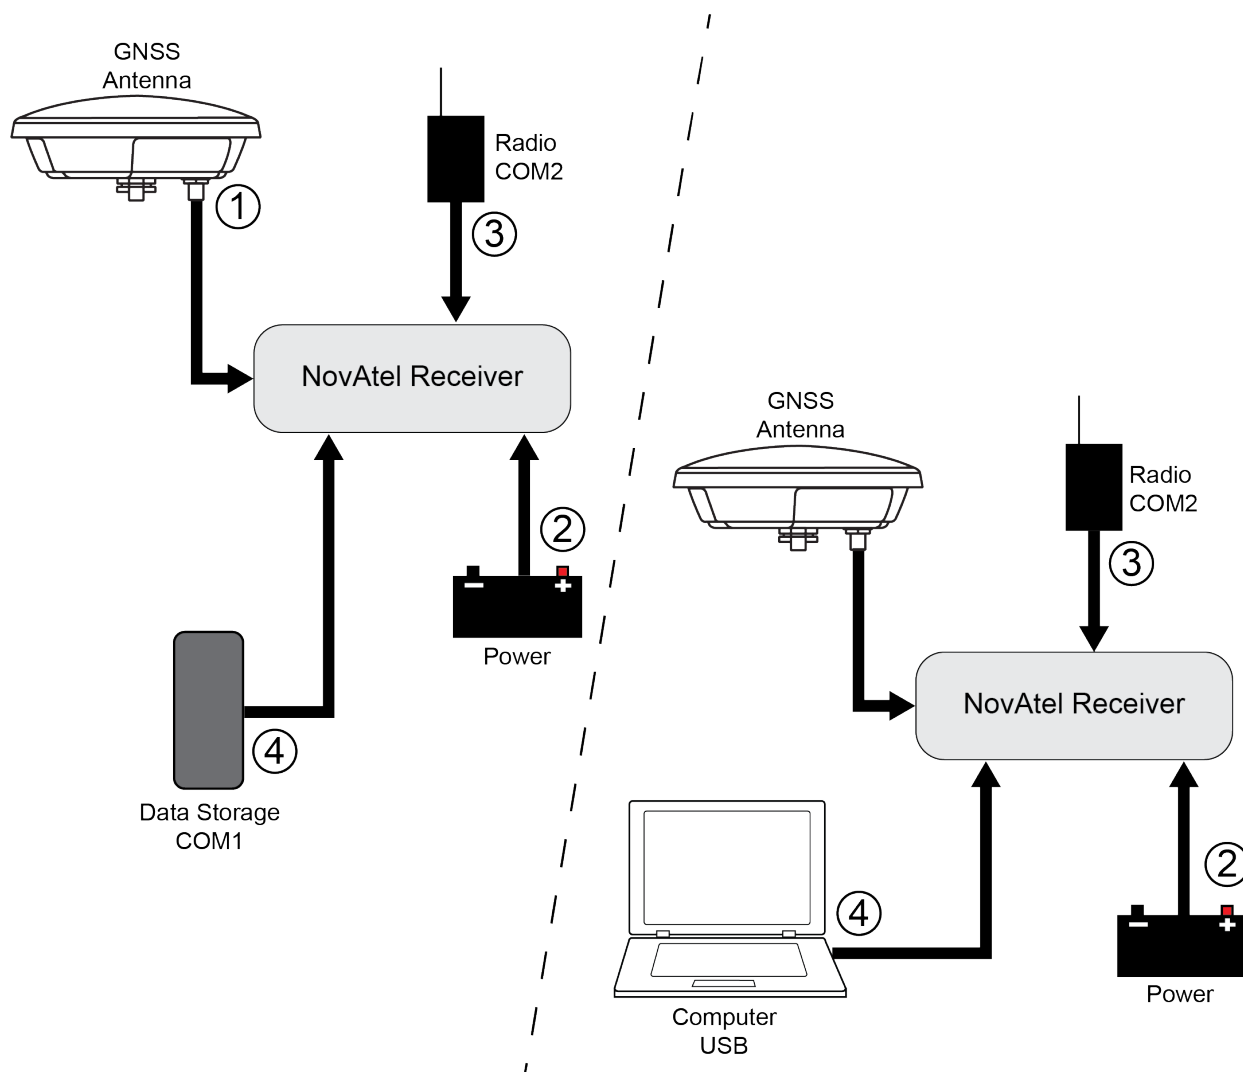 GNSS
Antenna
Radio
COM2
1
3
NovAtel Receiver
2
Power
4
Data Storage
COM1
GNSS
Antenna
Radio
COM2
3
NovAtel Receiver
2
4
Power
Computer
USB